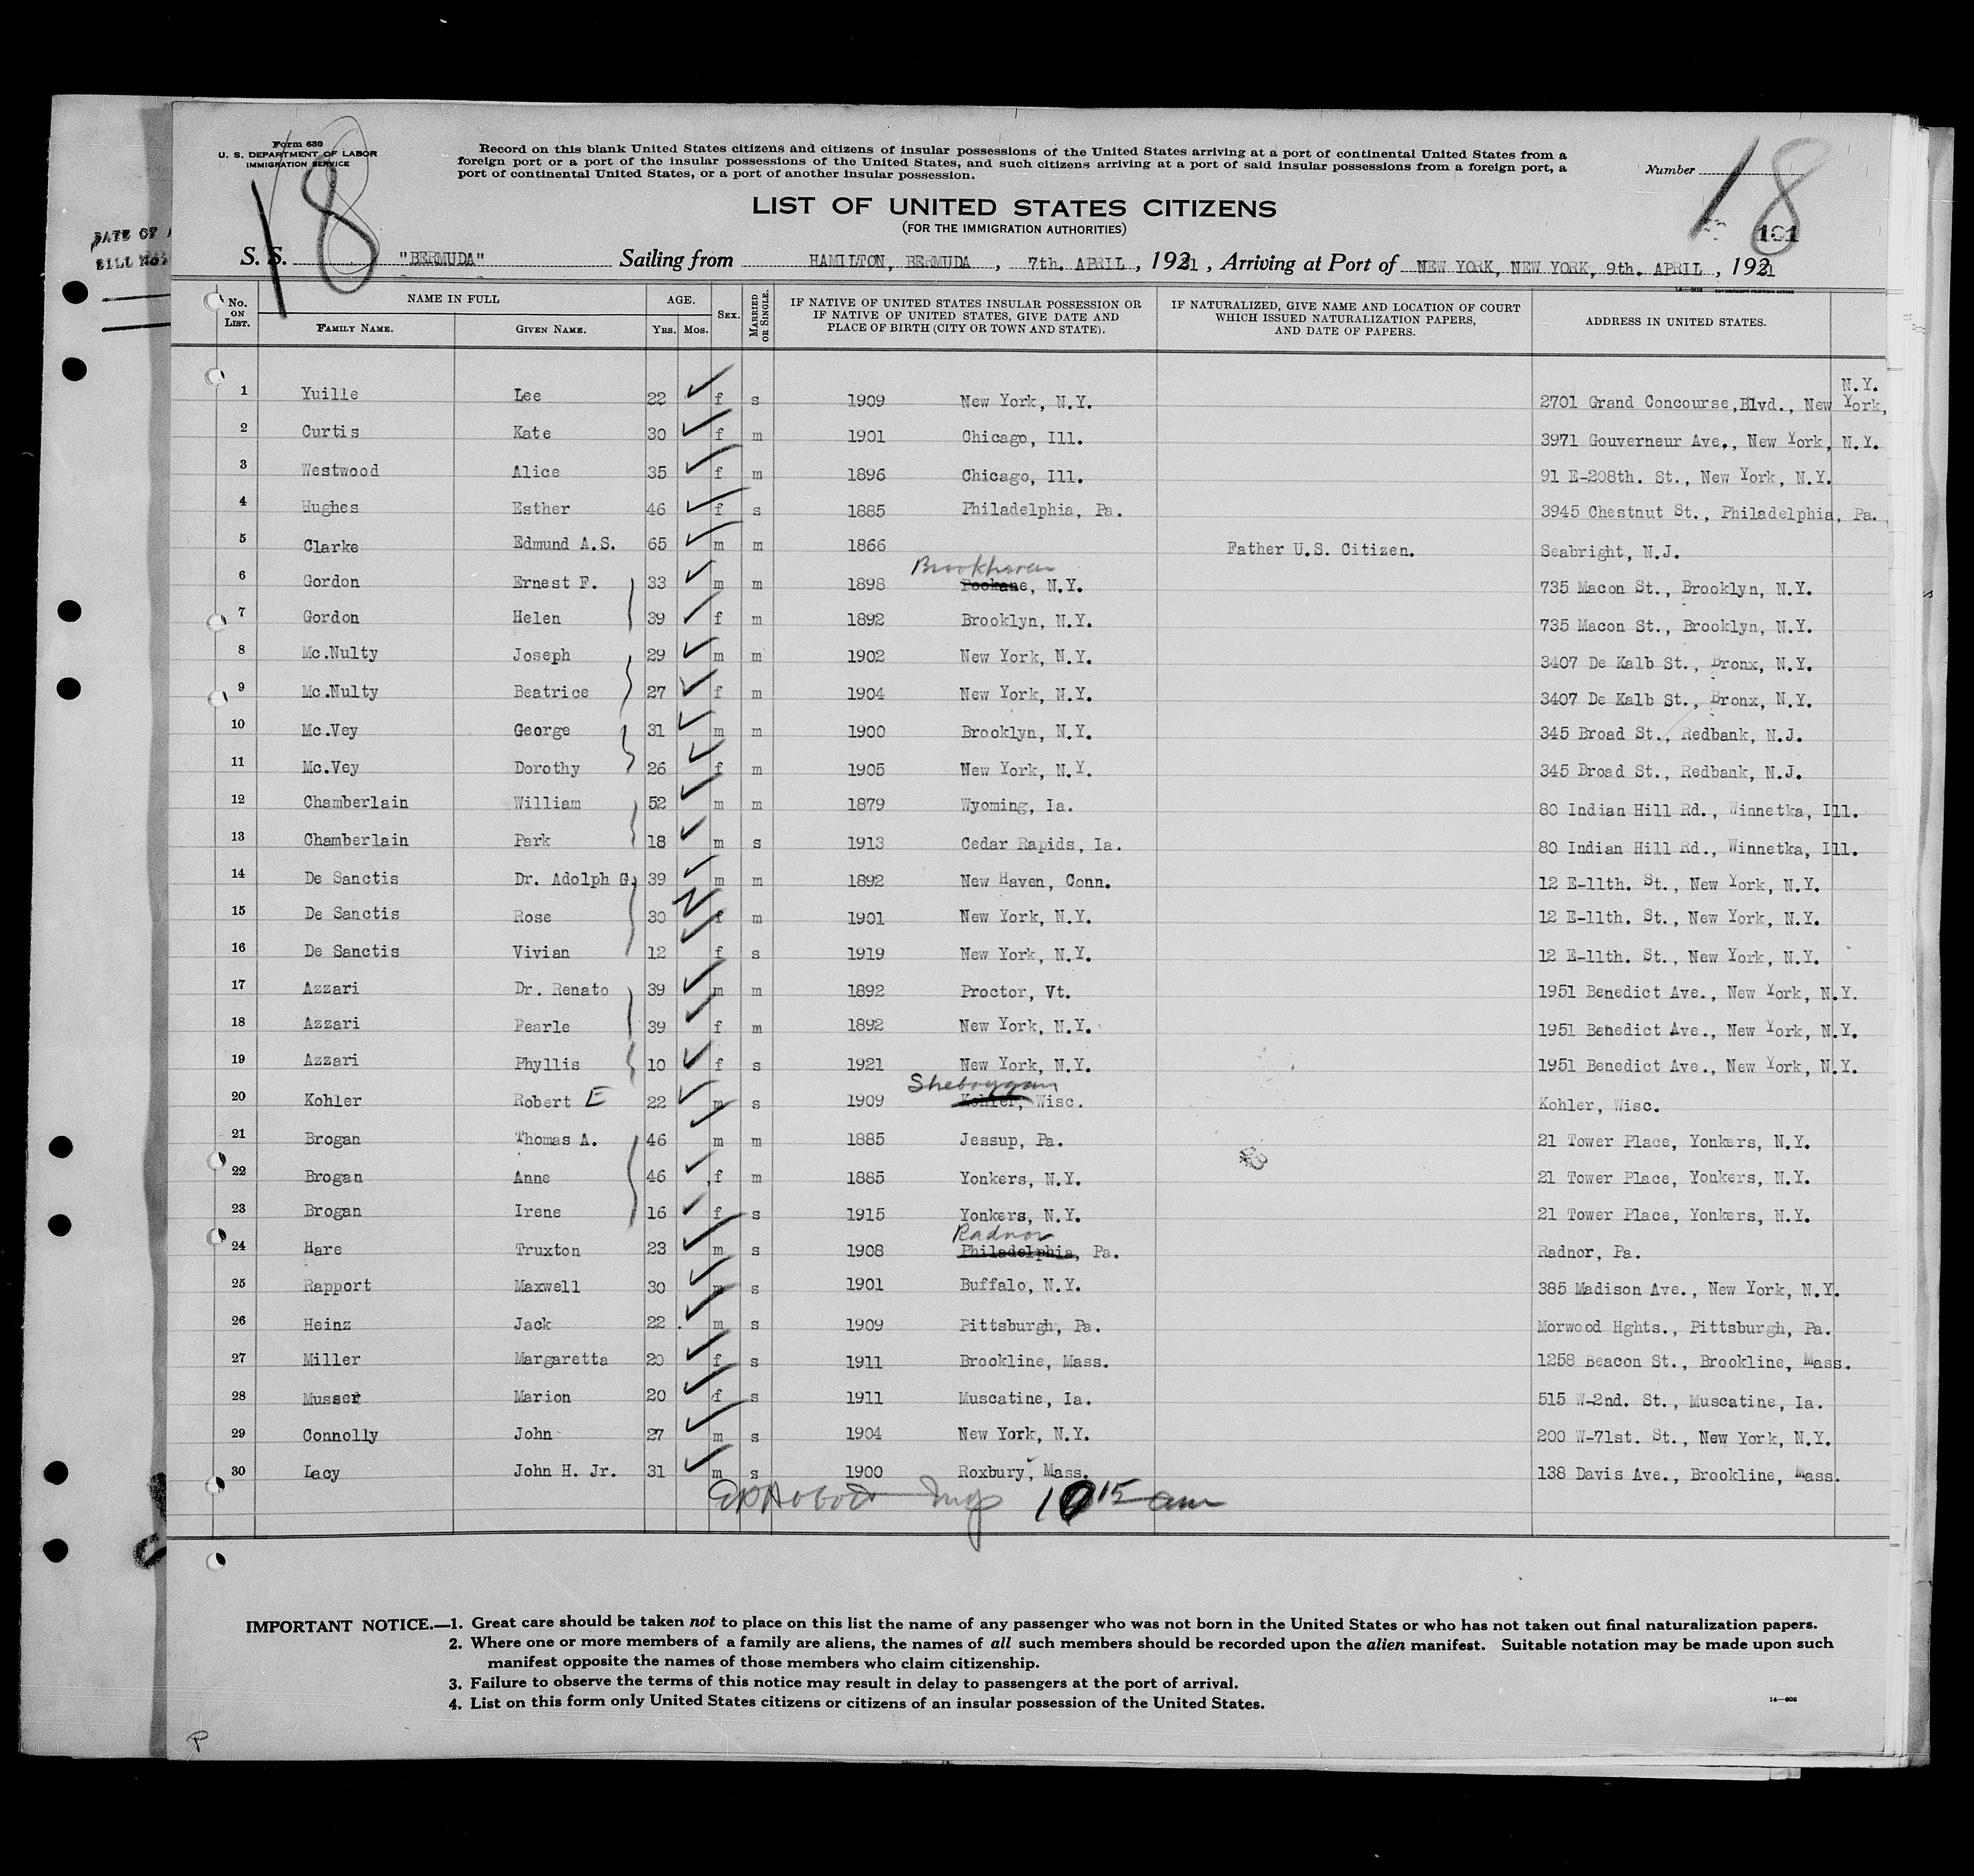 Form 630
U. S. DEPARTMENT OF LABOR
IMMIGRATION SERVICE
18
Record on this blank United States citizens and citizens of insular possessions of the United States arriving at a port of continental United States from a
foreign port or a port of the insular possessions of the United States, and such citizens arriving at a port of said insular possessions from a foreign port, a
port of continental United States, or a port of another insular possession.
Number 18
161
LIST OF UNITED STATES CITIZENS
(FOR THE IMMIGRATION AUTHORITIES)
DATE OF
S. S. "BERMUDA" Sailing from HAMILTON, BERMUDA, 7th. APRIL, 1931, Arriving at Port of NEW YORK, NEW YORK, 9th. APRIL, 1931
No. ON LIST. NAME IN FULL FAMILY NAME. GIVEN NAME. AGE. YRS. MOS. SEX. MARRIED OR SINGLE. IF NATIVE OF UNITED STATES INSULAR POSSESSION OR IF NATIVE OF UNITED STATES, GIVE DATE AND PLACE OF BIRTH (CITY OR TOWN AND STATE). IF NATURALIZED, GIVE NAME AND LOCATION OF COURT WHICH ISSUED NATURALIZATION PAPERS, AND DATE OF PAPERS. ADDRESS IN UNITED STATES.
1 Yuille Lee 22 f s 1909 New York, N.Y. 2701 Grand Concourse,Blvd., New York, N.Y.
2 Curtis Kate 30 f m 1901 Chicago, Ill. 3971 Gouverneur Ave., New York, N.Y.
3 Westwood Alice 35 f m 1896 Chicago, Ill. 91 E-208th. St., New York, N.Y.
4 Hughes Esther 46 f s 1885 Philadelphia, Pa. 3945 Chestnut St., Philadelphia, Pa.
5 Clarke Edmund A.S. 65 m m 1866 Father U.S. Citizen. Seabright, N.J.
Brookhaven
6 Gordon Ernest F. 33 m m 1898 Pookane, N.Y. 735 Macon St., Brooklyn, N.Y.
7 Gordon Helen 39 f m 1892 Brooklyn, N.Y. 735 Macon St., Brooklyn, N.Y.
8 Mc.Nulty Joseph 29 m m 1902 New York, N.Y. 3407 De Kalb St., Bronx, N.Y.
9 Mc.Nulty Beatrice 27 f m 1904 New York, N.Y. 3407 De Kalb St., Bronx, N.Y.
10 Mc.Vey George 31 m m 1900 Brooklyn, N.Y. 345 Broad St., Redbank, N.J.
11 Mc.Vey Dorothy 26 f m 1905 New York, N.Y. 345 Broad St., Redbank, N.J.
12 Chamberlain William 52 m m 1879 Wyoming, Ia. 80 Indian Hill Rd., Winnetka, Ill.
13 Chamberlain Park 18 m s 1913 Cedar Rapids, Ia. 80 Indian Hill Rd., Winnetka, Ill.
14 De Sanctis Dr. Adolph G. 39 m m 1892 New Haven, Conn. 12 E-11th. St., New York, N.Y.
15 De Sanctis Rose 30 f m 1901 New York, N.Y. 12 E-11th. St., New York, N.Y.
16 De Sanctis Vivian 12 f s 1919 New York, N.Y. 12 E-11th. St., New York, N.Y.
17 Azzari Dr. Renato 39 m m 1892 Proctor, Vt. 1951 Benedict Ave., New York, N.Y.
18 Azzari Pearle 39 f m 1892 New York, N.Y. 1951 Benedict Ave., New York, N.Y.
19 Azzari Phyllis 10 f s 1921 New York, N.Y. 1951 Benedict Ave., New York, N.Y.
Sheboygan
20 Kohler Robert E 22 m s 1909 Kohler, Wisc. Kohler, Wisc.
21 Brogan Thomas A. 46 m m 1885 Jessup, Pa. 21 Tower Place, Yonkers, N.Y.
22 Brogan Anne 46 f m 1885 Yonkers, N.Y. 21 Tower Place, Yonkers, N.Y.
23 Brogan Irene 16 f s 1915 Yonkers, N.Y. 21 Tower Place, Yonkers, N.Y.
Radnor
24 Hare Truxton 23 m s 1908 Philadelphia, Pa. Radnor, Pa.
25 Rapport Maxwell 30 m s 1901 Buffalo, N.Y. 385 Madison Ave., New York, N.Y.
26 Heinz Jack 22 m s 1909 Pittsburgh, Pa. Morwood Hghts., Pittsburgh, Pa.
27 Miller Margaretta 20 f s 1911 Brookline, Mass. 1258 Beacon St., Brookline, Mass.
28 Musser Marion 20 f s 1911 Muscatine, Ia. 515 W-2nd. St., Muscatine, Ia.
29 Connolly John 27 m s 1904 New York, N.Y. 200 W-71st. St., New York, N.Y.
30 Lacy John H. Jr. 31 m s 1900 Roxbury, Mass. 138 Davis Ave., Brookline, Mass.
10 15 am
IMPORTANT NOTICE.—1. Great care should be taken not to place on this list the name of any passenger who was not born in the United States or who has not taken out final naturalization papers.
2. Where one or more members of a family are aliens, the names of all such members should be recorded upon the alien manifest. Suitable notation may be made upon such
manifest opposite the names of those members who claim citizenship.
3. Failure to observe the terms of this notice may result in delay to passengers at the port of arrival.
4. List on this form only United States citizens or citizens of an insular possession of the United States.
14—608
P